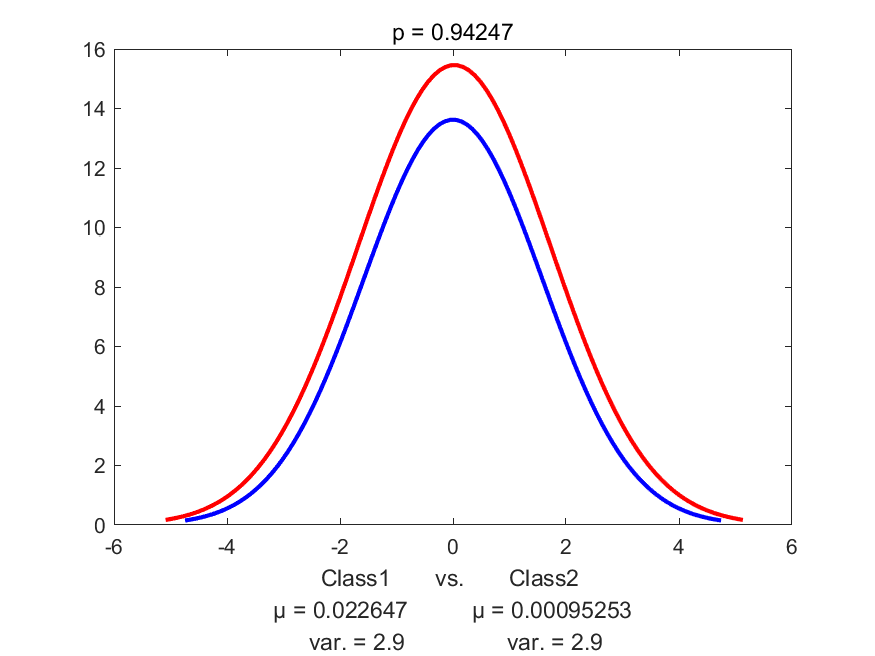 p = 0.94247
16
14
12
10
8
6
4
2
0
-6 -4 -2 0 2 4 6
Class1 vs. Class2
μ = 0.022647 μ = 0.00095253
var. = 2.9 var. = 2.9